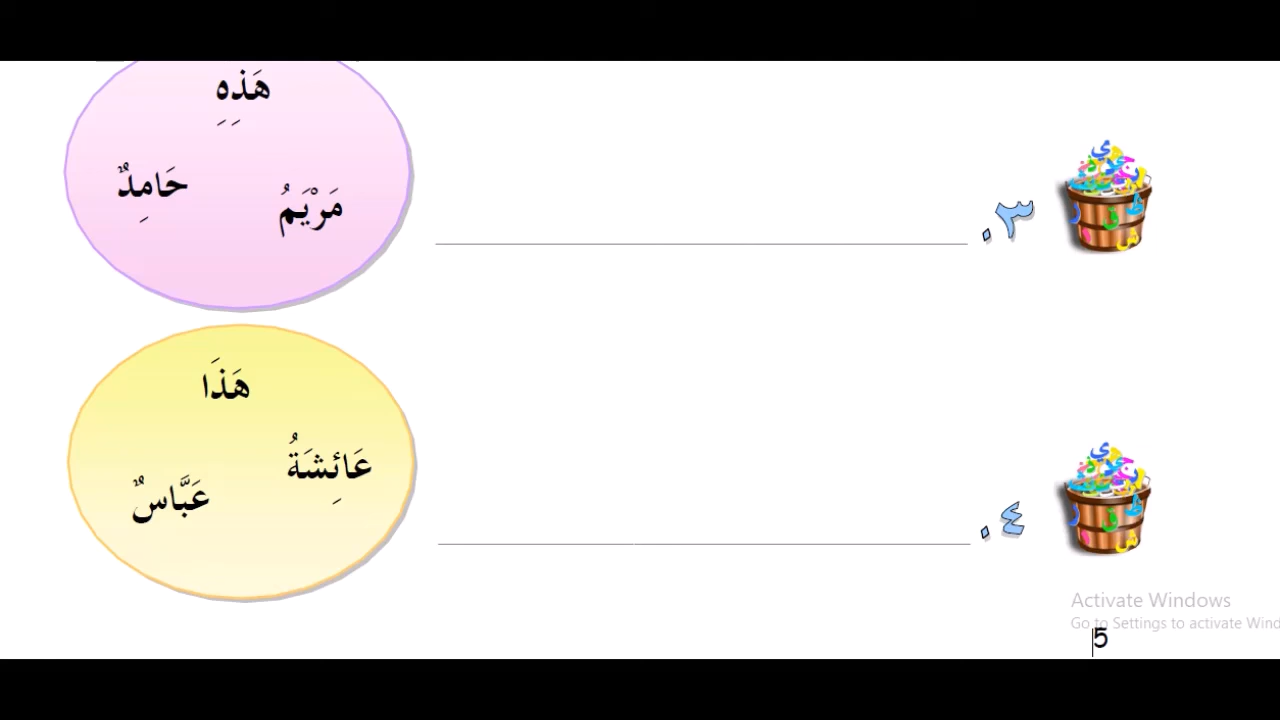 هَذِهِ
مَرْيَمُ
حَامِدٌ
٣.
هَذَا
عَائِشَةُ
عَبَّاسٌ
٤.
Activate Windows
Go to Settings to activate Wind
5